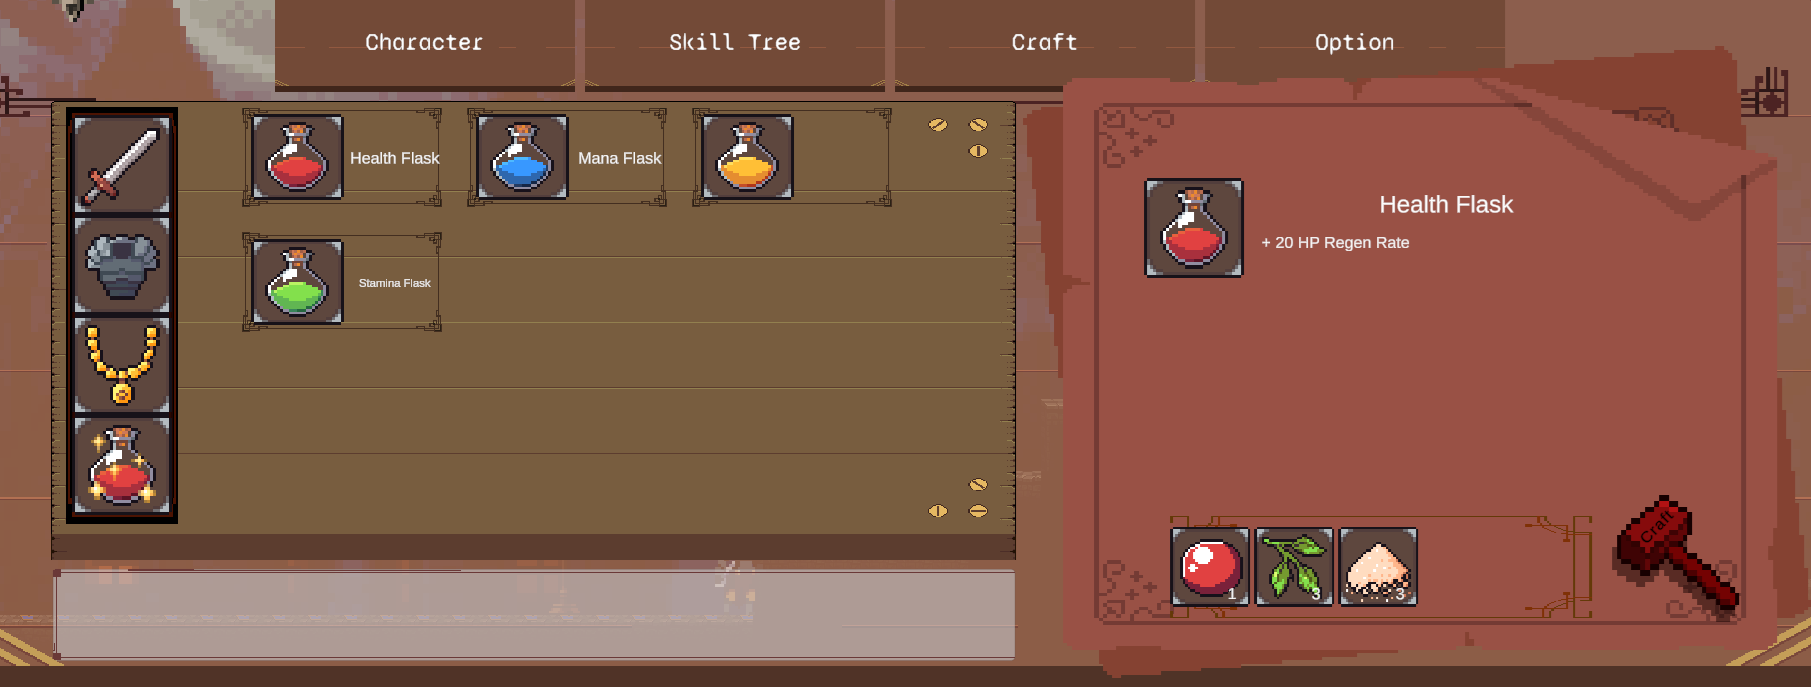 Character
Skill Tree
Craft
Option
Health Flask
Mana Flask
Stamina Flask
Health Flask
+ 20 HP Regen Rate
1
3
3
Craft